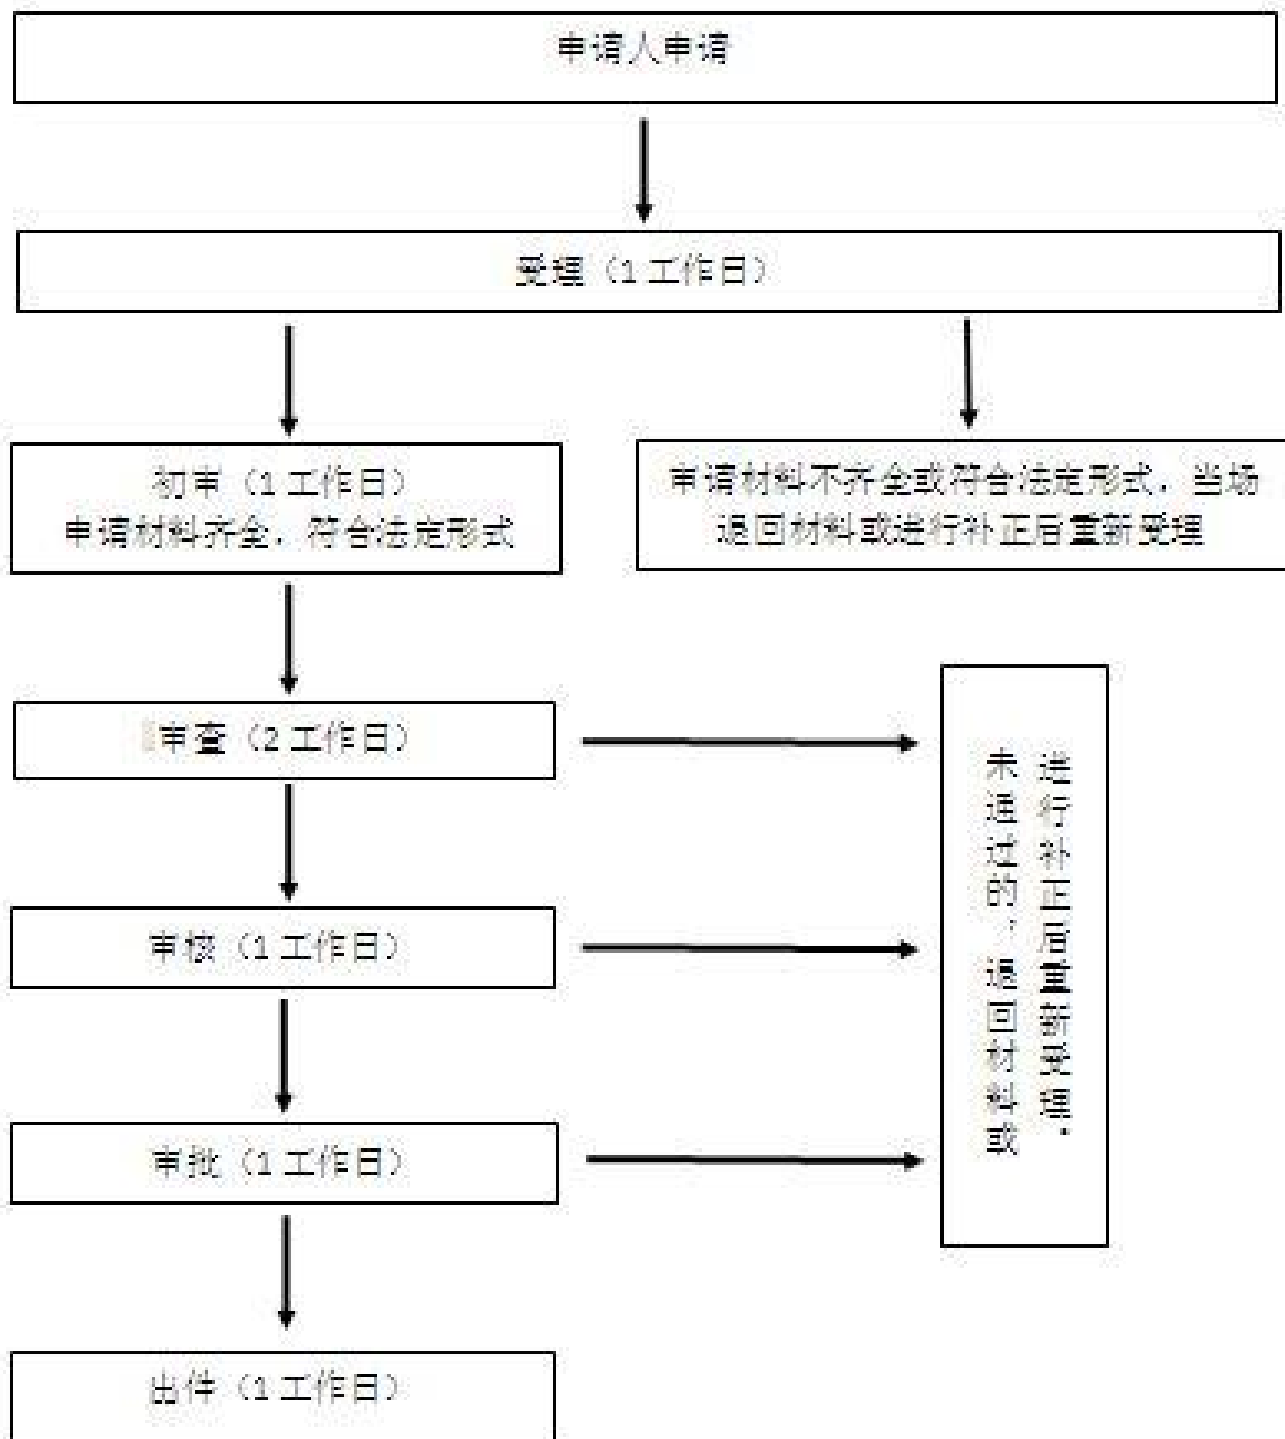 申请人申请
受理（1工作日）
初审（1工作日）
申请材料齐全，符合法定形式
申请材料不齐全或符合法定形式，当场
退回材料或进行补正后重新受理
审查（2工作日）
审核（1工作日）
审批（1工作日）
出件（1工作日）
未通过的，退回材料或
进行补正后重新受理。